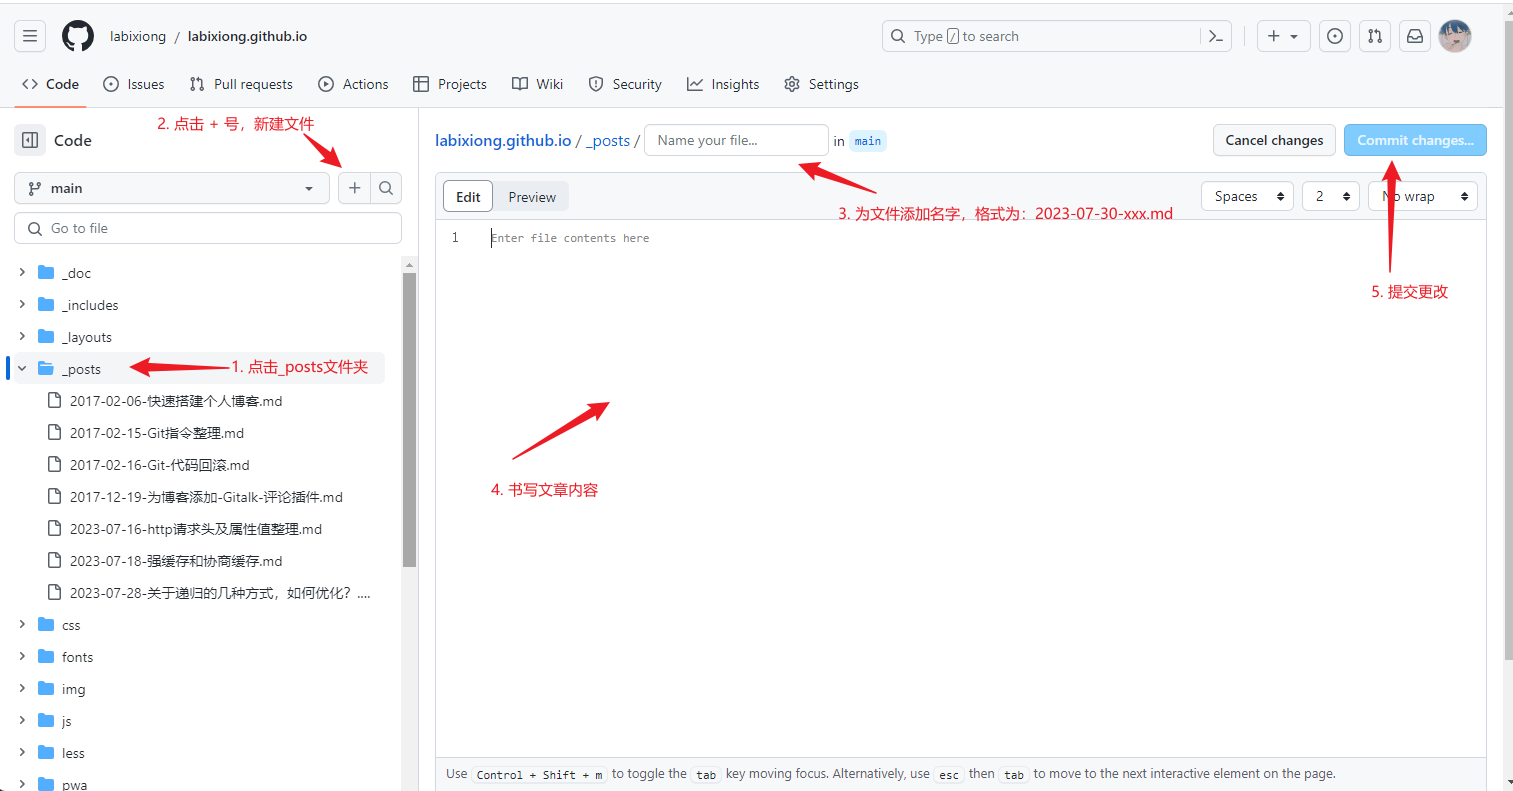 labixiong / labixiong.github.io
Type / to search
Code Issues Pull requests Actions Projects Wiki Security Insights Settings
2. 点击 + 号，新建文件
Code
main
Go to file
_doc
_includes
_layouts
_posts
1. 点击_posts文件夹
2017-02-06-快速搭建个人博客.md
2017-02-15-Git指令整理.md
2017-02-16-Git-代码回滚.md
2017-12-19-为博客添加-Gitalk-评论插件.md
2023-07-16-http请求头及属性值整理.md
2023-07-18-强缓存和协商缓存.md
2023-07-28-关于递归的几种方式，如何优化？....
css
fonts
img
js
less
pwa
labixiong.github.io / _posts / Name your file... in main
Cancel changes Commit changes...
Edit Preview
Spaces 2 No wrap
3. 为文件添加名字，格式为：2023-07-30-xxx.md
1 Enter file contents here
5. 提交更改
4. 书写文章内容
Use Control + Shift + m to toggle the tab key moving focus. Alternatively, use esc then tab to move to the next interactive element on the page.